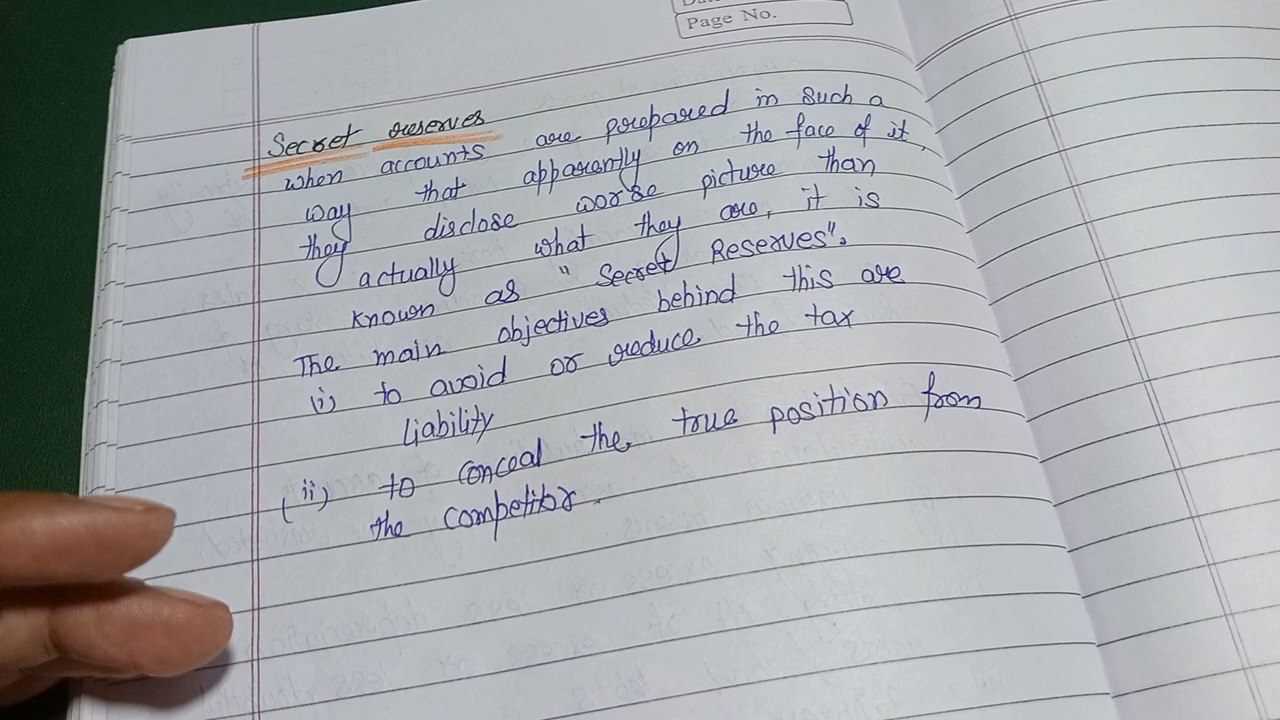 Page No.
Secret reserves
when accounts are prepared in such a
way that apparantly on the face of it,
they disclose worse picture than
actually what they are, it is
known as "Secret Reserves".
The main objectives behind this are
(i) to avoid or reduce the tax
liability
(ii) to conceal the true position from
the competitor.